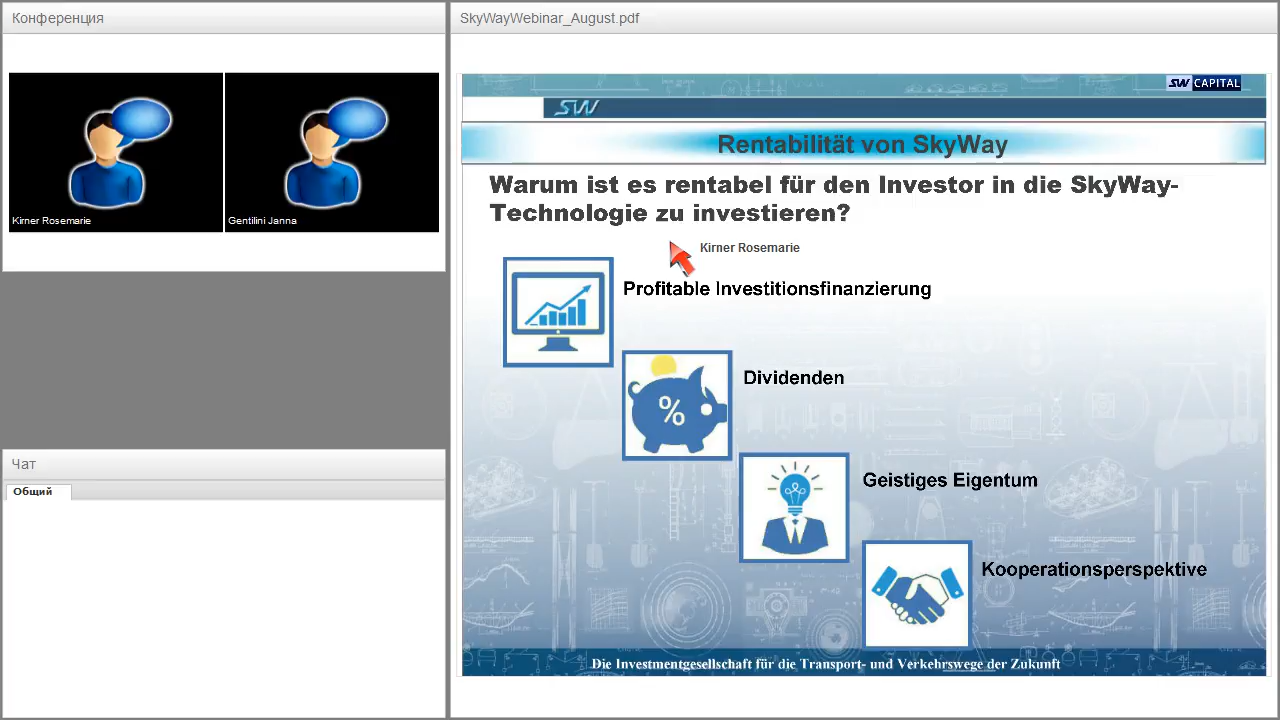 Конференция
Kirner Rosemarie
Gentilini Janna
Чат
Общий
SkyWayWebinar_August.pdf
SW CAPITAL
SW
Rentabilität von SkyWay
Warum ist es rentabel für den Investor in die SkyWay-
Technologie zu investieren?
Kirner Rosemarie
Profitable Investitionsfinanzierung
%
Dividenden
Geistiges Eigentum
Kooperationsperspektive
Die Investmentgesellschaft für die Transport- und Verkehrswege der Zukunft